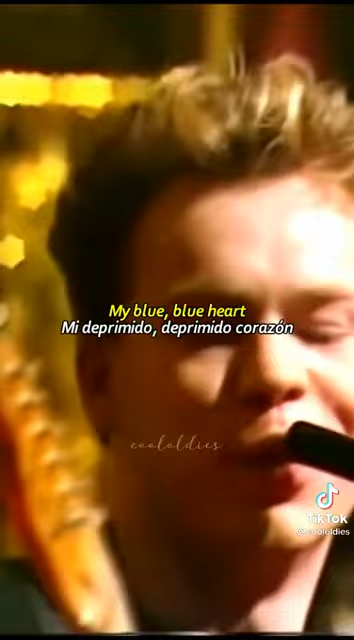 My blue, blue heart
Mi deprimido, deprimido corazón
coololdies
TikTok
@coololdies